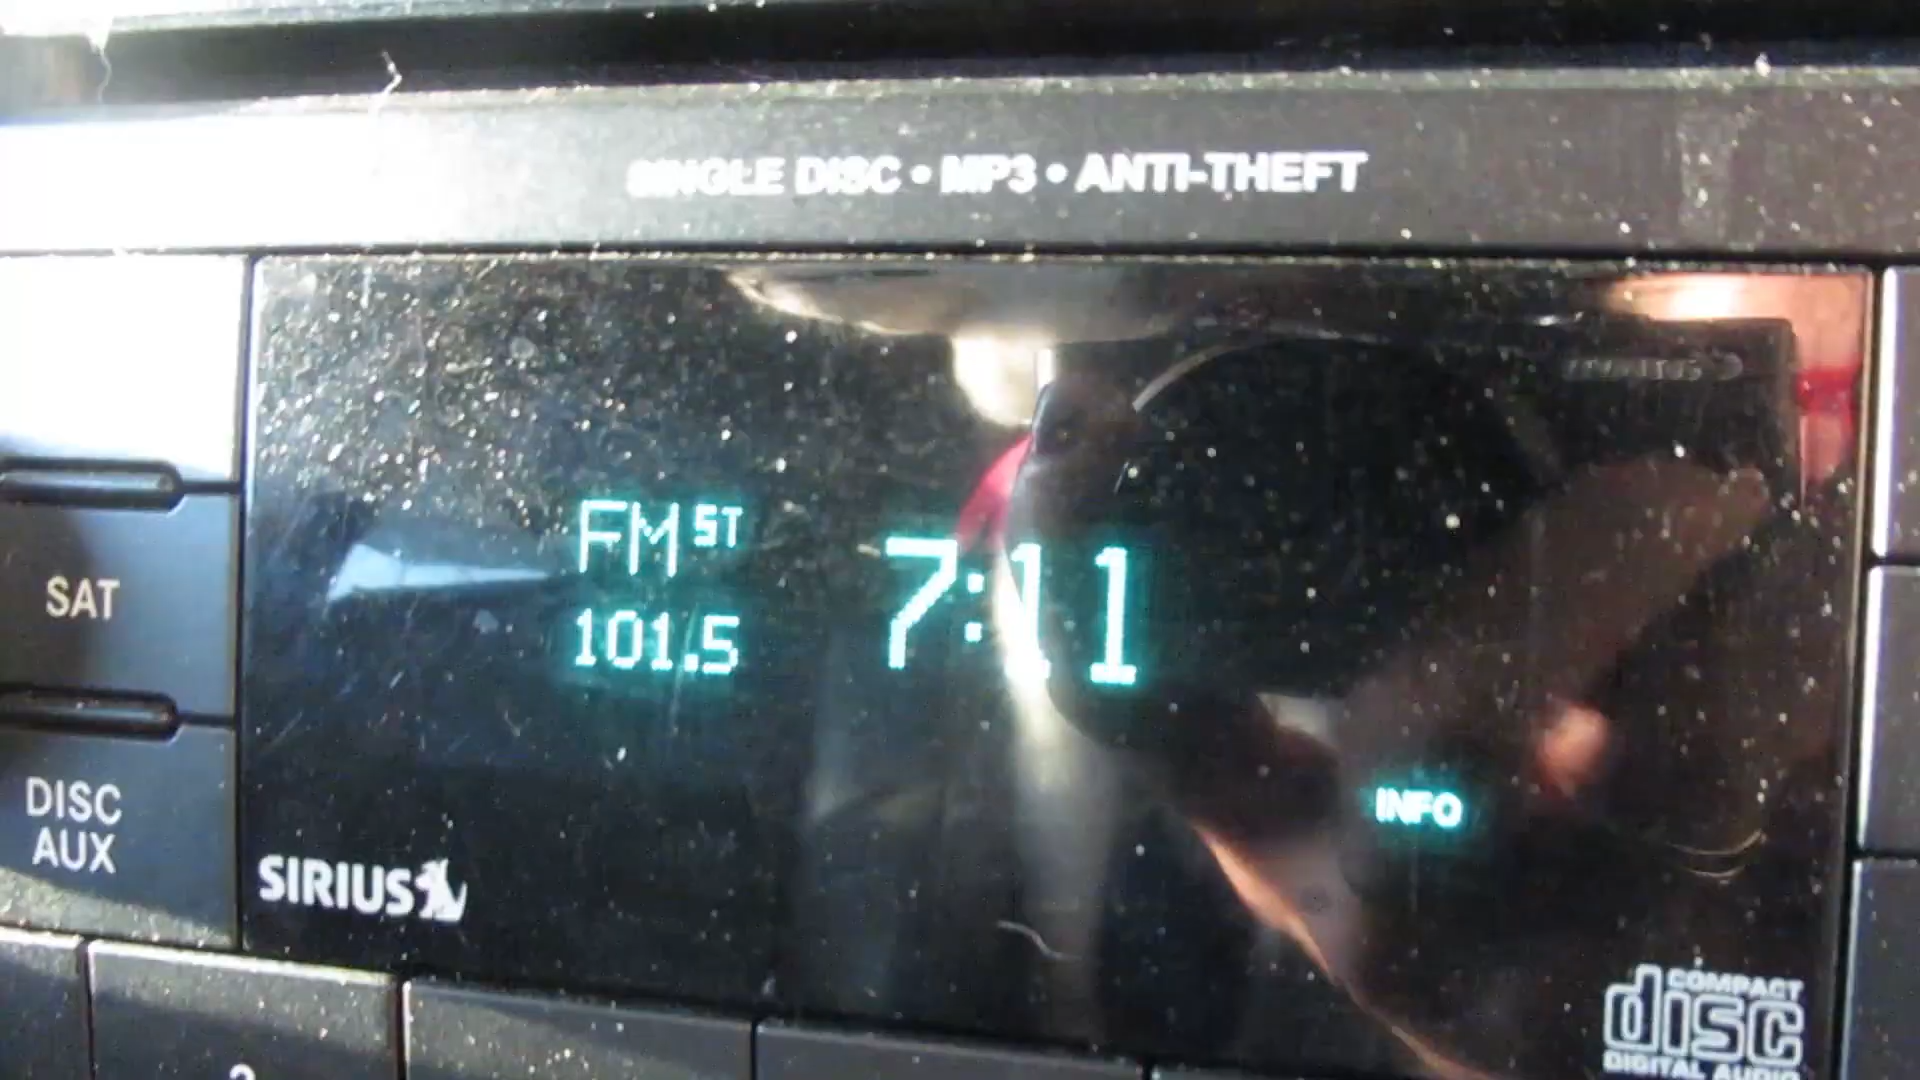 SINGLE DISC • MP3 • ANTI-THEFT
FM ST
101.5
7:11
SAT
DISC
AUX
INFO
SIRIUS
COMPACT
disc
DIGITAL AUDIO